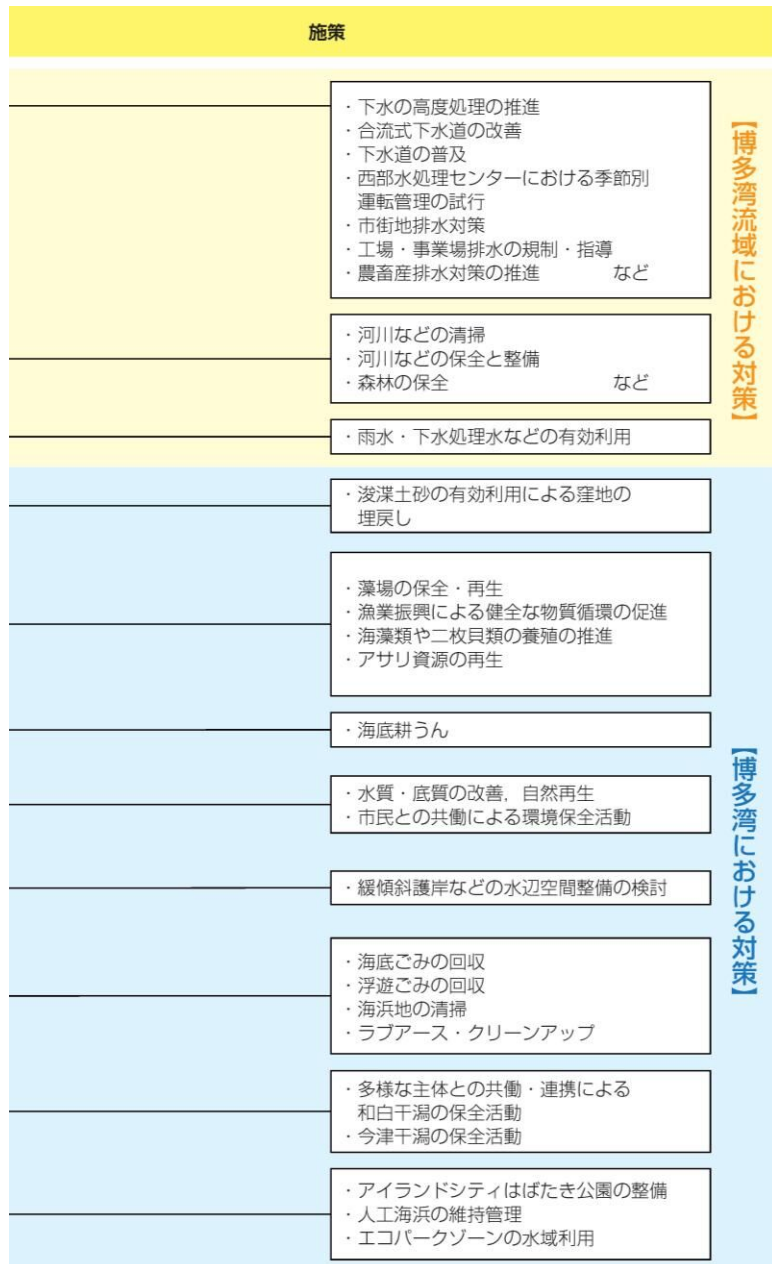 施策
・下水の高度処理の推進
・合流式下水道の改善
・下水道の普及
・西部水処理センターにおける季節別
運転管理の試行
・市街地排水対策
・工場・事業場排水の規制・指導
・農畜産排水対策の推進　　　など
・河川などの清掃
・河川などの保全と整備
・森林の保全　　　など
・雨水・下水処理水などの有効利用
【博多湾流域における対策】
・浚渫土砂の有効利用による窪地の
埋戻し
・藻場の保全・再生
・漁業振興による健全な物質循環の促進
・海藻類や二枚貝類の養殖の推進
・アサリ資源の再生
・海底耕うん
・水質・底質の改善，自然再生
・市民との共働による環境保全活動
・緩傾斜護岸などの水辺空間整備の検討
・海底ごみの回収
・浮遊ごみの回収
・海浜地の清掃
・ラブアース・クリーンアップ
・多様な主体との共働・連携による
和白干潟の保全活動
・今津干潟の保全活動
・アイランドシティはばたき公園の整備
・人工海浜の維持管理
・エコパークゾーンの水域利用
【博多湾における対策】